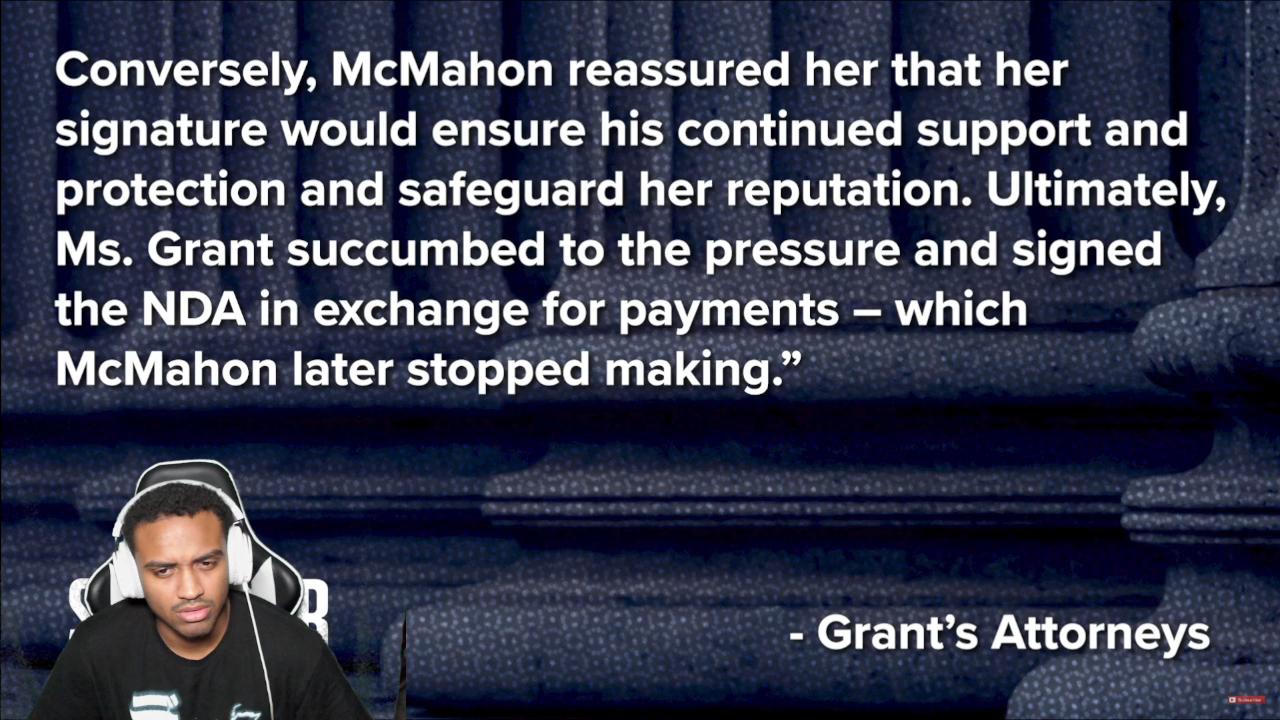 Conversely, McMahon reassured her that her
signature would ensure his continued support and
protection and safeguard her reputation. Ultimately,
Ms. Grant succumbed to the pressure and signed
the NDA in exchange for payments – which
McMahon later stopped making.”
- Grant’s Attorneys